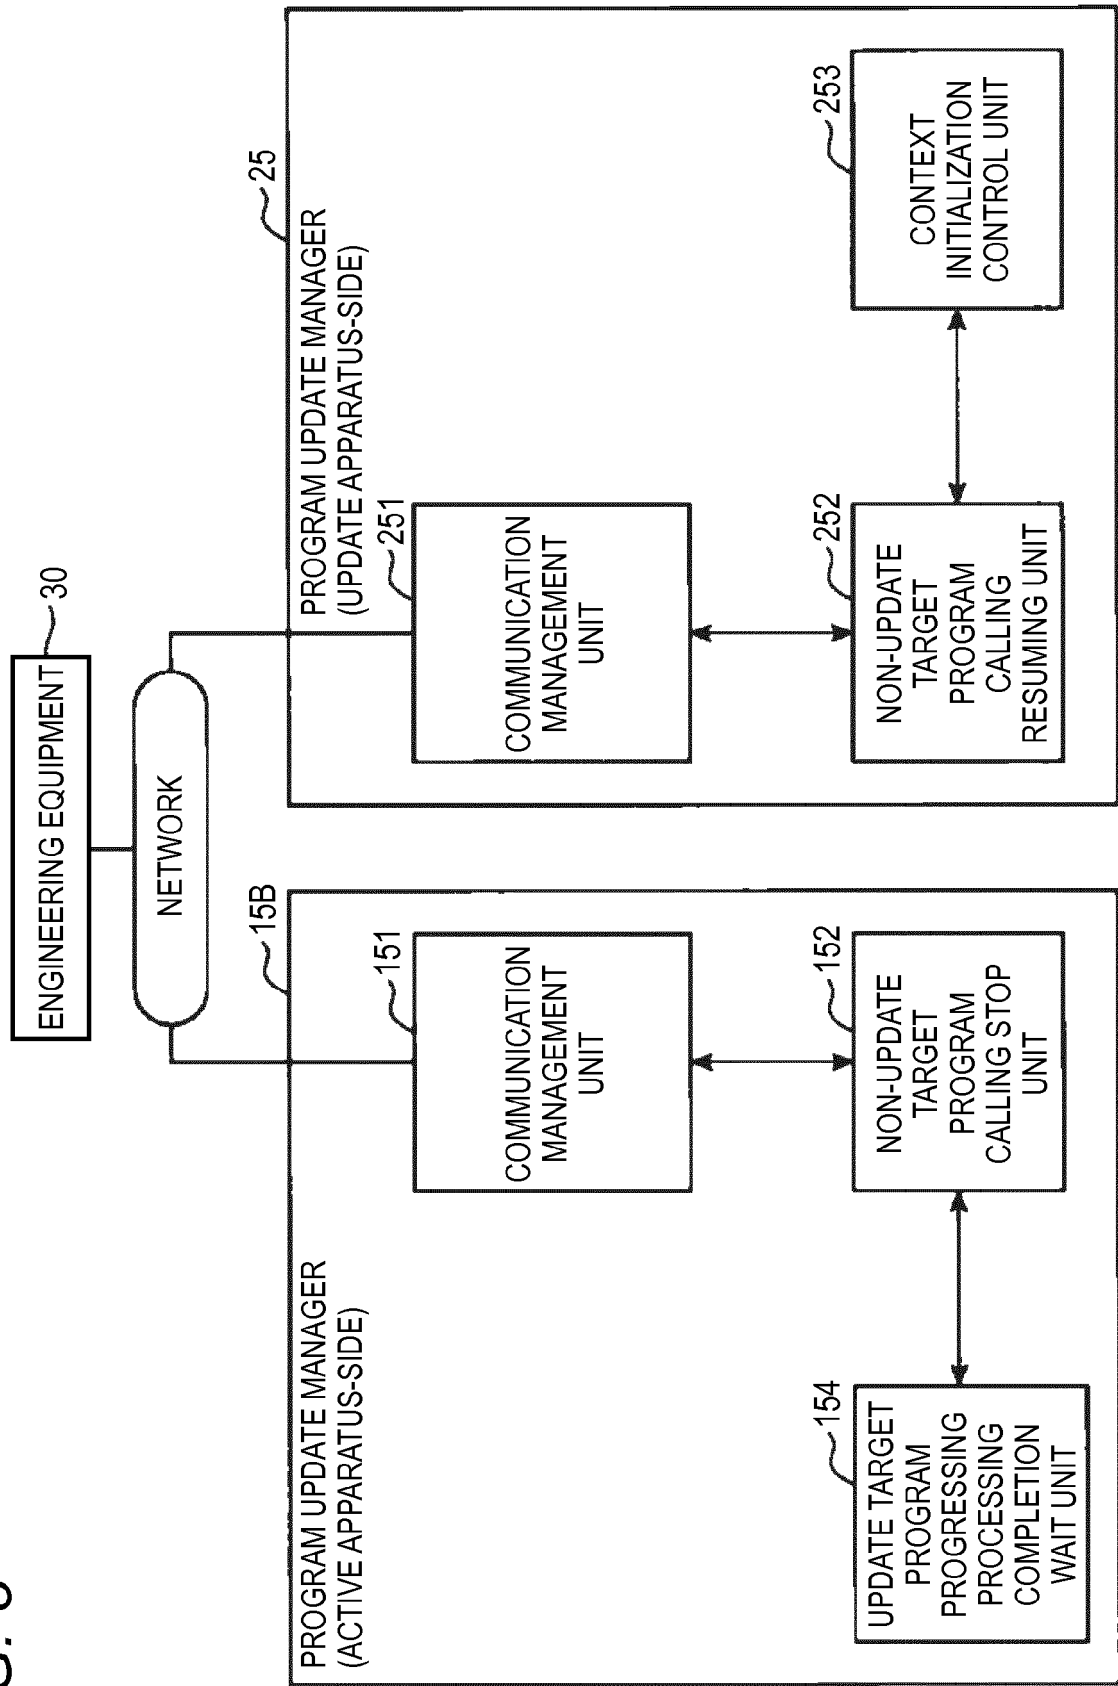 ENGINEERING EQUIPMENT
30
NETWORK
15B
PROGRAM UPDATE MANAGER
(ACTIVE APPARATUS-SIDE)
151
COMMUNICATION
MANAGEMENT
UNIT
154
UPDATE TARGET
PROGRAM
PROGRESSING
PROCESSING
COMPLETION
WAIT UNIT
152
NON-UPDATE
TARGET
PROGRAM
CALLING STOP
UNIT
25
PROGRAM UPDATE MANAGER
(UPDATE APPARATUS-SIDE)
251
COMMUNICATION
MANAGEMENT
UNIT
252
NON-UPDATE
TARGET
PROGRAM
CALLING
RESUMING UNIT
253
CONTEXT
INITIALIZATION
CONTROL UNIT